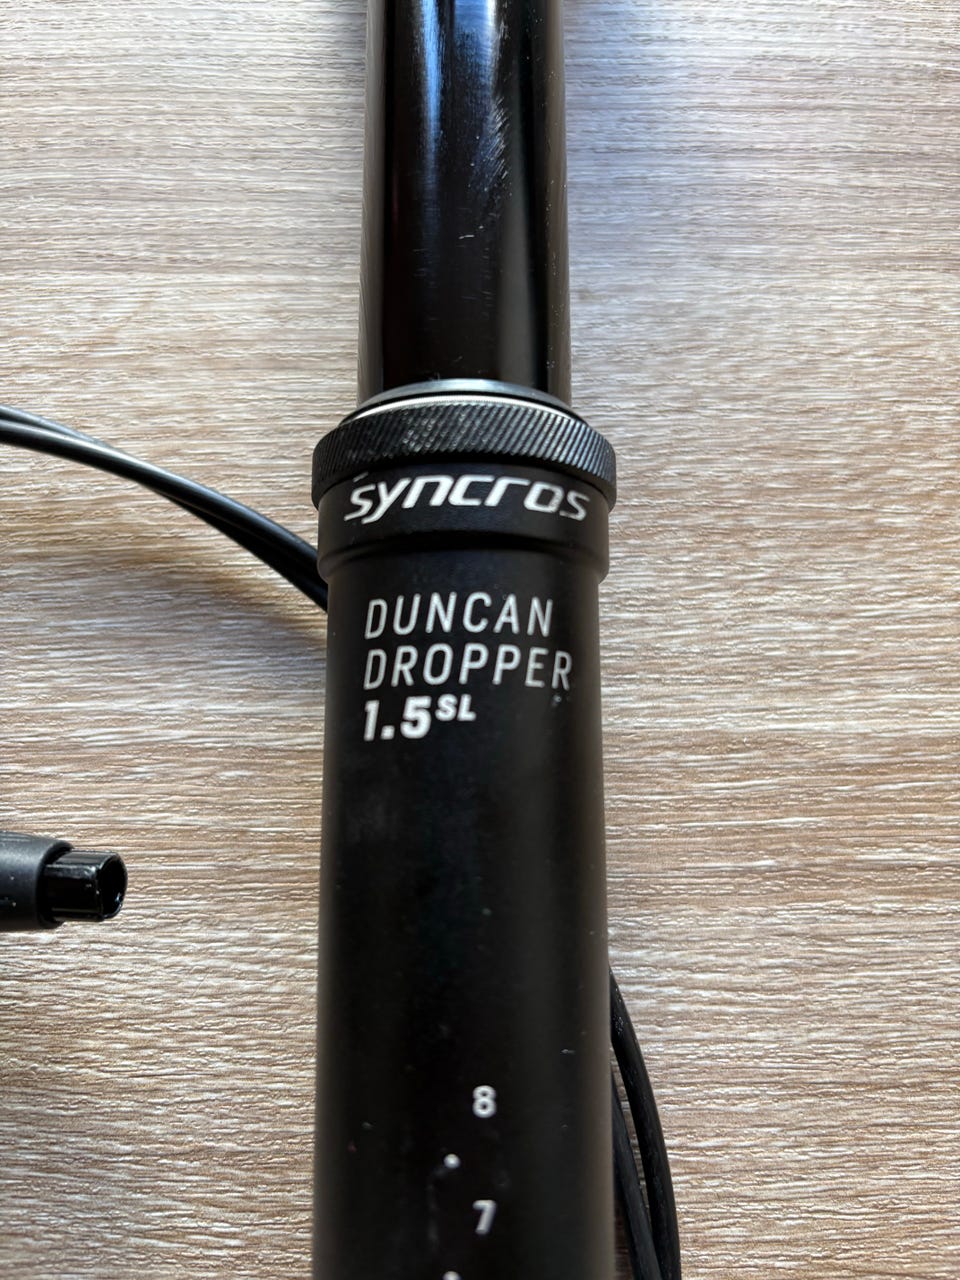 syncros
DUNCAN
DROPPER
1.5SL
8
7